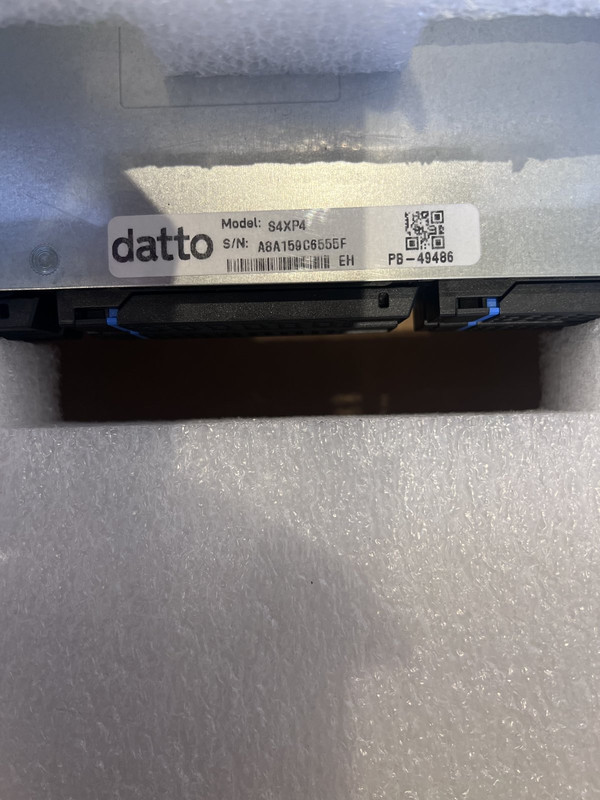 datto
Model: S4XP4
S/N: A8A159C6555F
EH
PB-49486